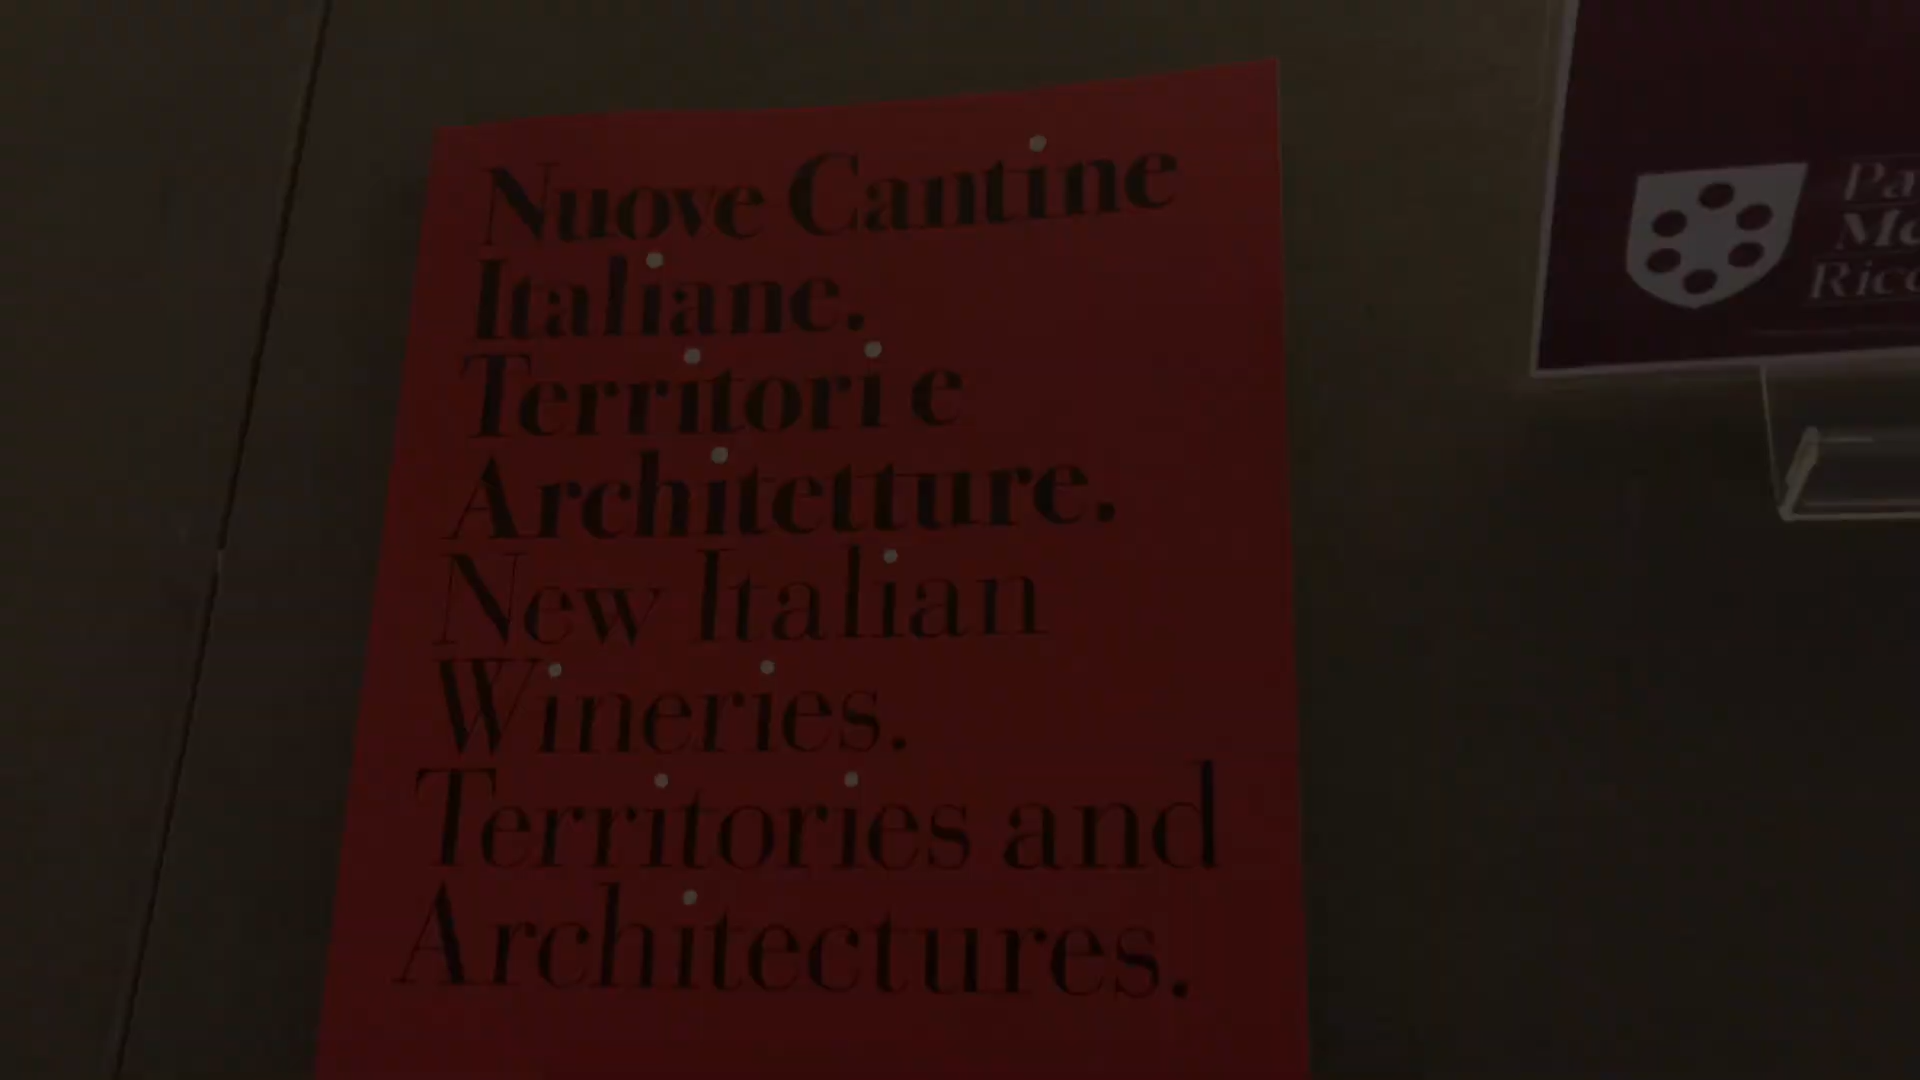 Nuove Cantine
Italiane.
Territori e
Architetture.
New Italian
Wineries.
Territories and
Architectures.